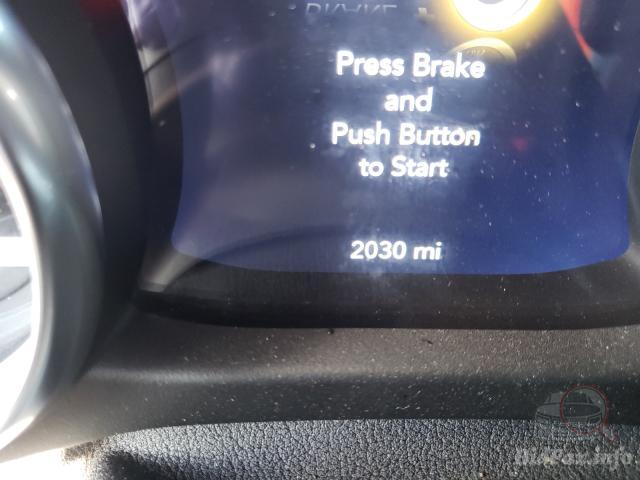 Press Brake
and
Push Button
to Start
2030 mi